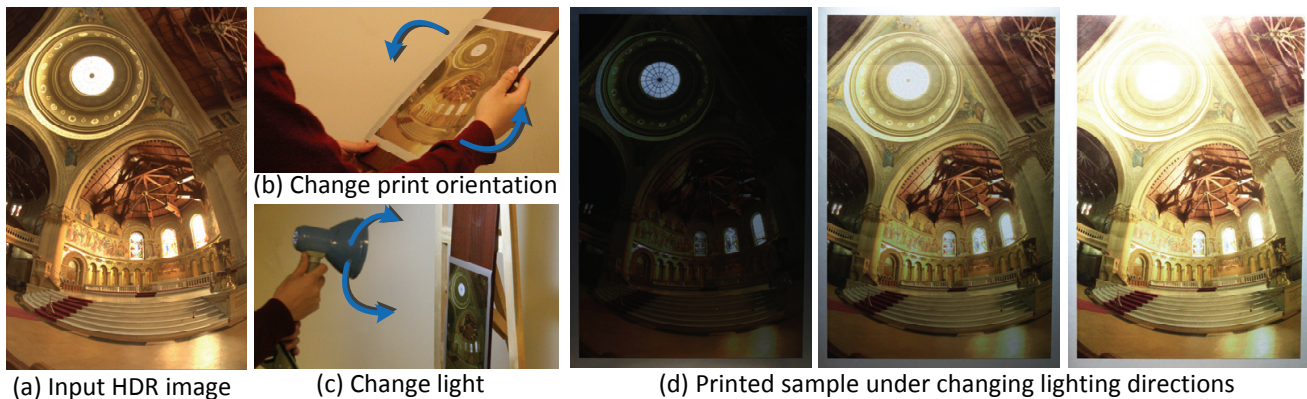 (b) Change print orientation
(a) Input HDR image
(c) Change light
(d) Printed sample under changing lighting directions